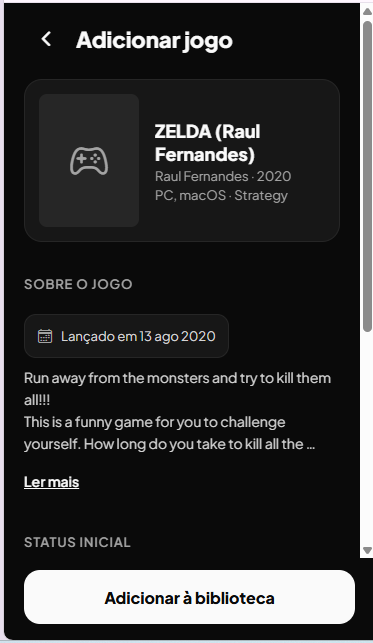 Adicionar jogo
ZELDA (Raul
Fernandes)
Raul Fernandes · 2020
PC, macOS · Strategy
SOBRE O JOGO
Lançado em 13 ago 2020
Run away from the monsters and try to kill them
all!!!
This is a funny game for you to challenge
yourself. How long do you take to kill all the ...
Ler mais
STATUS INICIAL
Adicionar à biblioteca